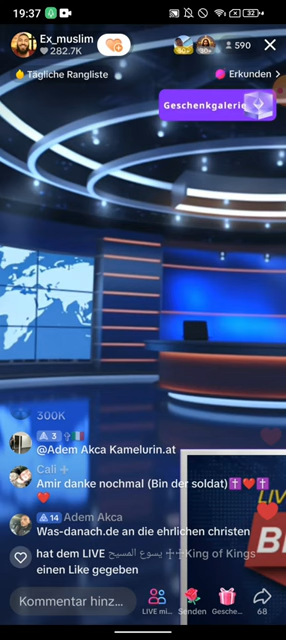 19:37
32
Ex_muslim
282.7K
590
Tägliche Rangliste
Erkunden >
Geschenkgalerie
300K
3
@Adem Akca Kamelurin.at
Cali
Amir danke nochmal (Bin der soldat)✝️❤️✝️
❤️
14 Adem Akca
Was-danach.de an die ehrlichen christen
hat dem LIVE يسوع المسيح ☩☩King of Kings
einen Like gegeben
LIV
B
Kommentar hinz...
LIVE mi...
Senden
Gesche...
68